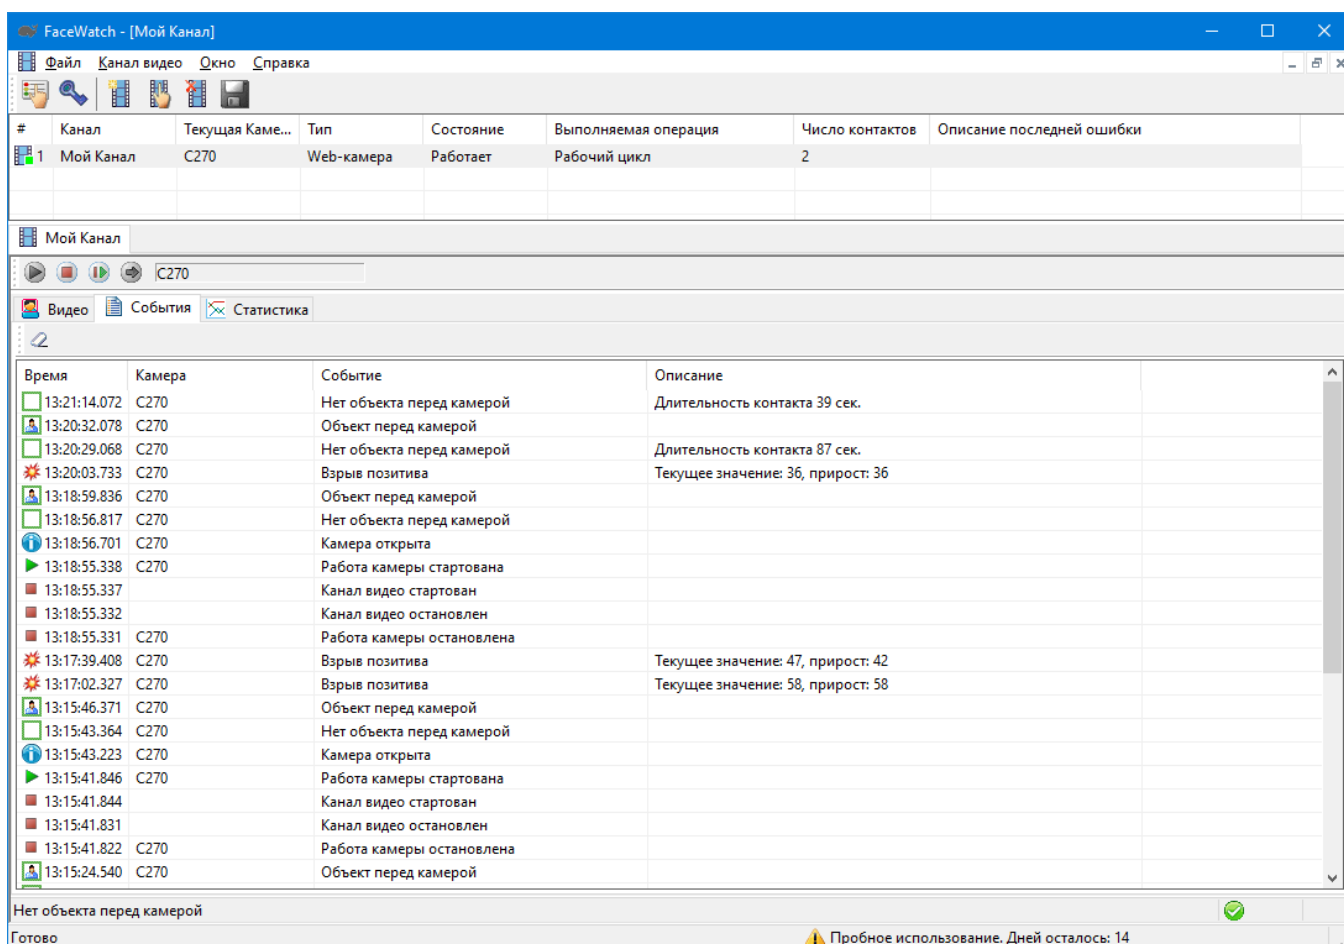 FaceWatch - [Мой Канал]
Файл Канал видео Окно Справка
# Канал Текущая Каме... Тип Состояние Выполняемая операция Число контактов Описание последней ошибки
1 Мой Канал C270 Web-камера Работает Рабочий цикл 2
Мой Канал
C270
Видео События Статистика
Время Камера Событие Описание
13:21:14.072 C270 Нет объекта перед камерой Длительность контакта 39 сек.
13:20:32.078 C270 Объект перед камерой
13:20:29.068 C270 Нет объекта перед камерой Длительность контакта 87 сек.
13:20:03.733 C270 Взрыв позитива Текущее значение: 36, прирост: 36
13:18:59.836 C270 Объект перед камерой
13:18:56.817 C270 Нет объекта перед камерой
13:18:56.701 C270 Камера открыта
13:18:55.338 C270 Работа камеры стартована
13:18:55.337 Канал видео стартован
13:18:55.332 Канал видео остановлен
13:18:55.331 C270 Работа камеры остановлена
13:17:39.408 C270 Взрыв позитива Текущее значение: 47, прирост: 42
13:17:02.327 C270 Взрыв позитива Текущее значение: 58, прирост: 58
13:15:46.371 C270 Объект перед камерой
13:15:43.364 C270 Нет объекта перед камерой
13:15:43.223 C270 Камера открыта
13:15:41.846 C270 Работа камеры стартована
13:15:41.844 Канал видео стартован
13:15:41.831 Канал видео остановлен
13:15:41.822 C270 Работа камеры остановлена
13:15:24.540 C270 Объект перед камерой
Нет объекта перед камерой
Готово Пробное использование. Дней осталось: 14